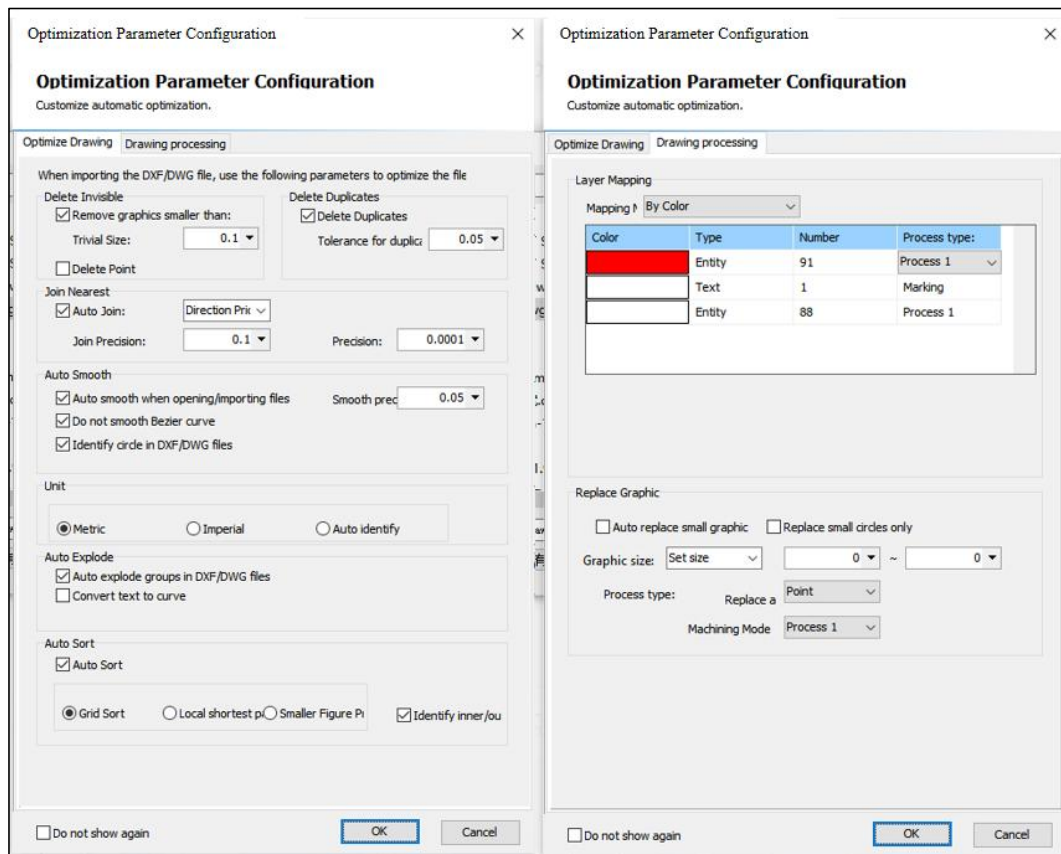 Optimization Parameter Configuration
Optimization Parameter Configuration
Customize automatic optimization.
Optimize Drawing Drawing processing
When importing the DXF/DWG file, use the following parameters to optimize the file
Delete Invisible
Remove graphics smaller than:
Trivial Size: 0.1
Delete Point
Delete Duplicates
Delete Duplicates
Tolerance for duplica 0.05
Join Nearest
Auto Join: Direction Pric
Join Precision: 0.1 Precision: 0.0001
Auto Smooth
Auto smooth when opening/importing files Smooth prec 0.05
Do not smooth Bezier curve
Identify circle in DXF/DWG files
Unit
Metric Imperial Auto identify
Auto Explode
Auto explode groups in DXF/DWG files
Convert text to curve
Auto Sort
Auto Sort
Grid Sort Local shortest pa Smaller Figure Pr Identify inner/ou
Do not show again OK Cancel
Optimization Parameter Configuration
Optimization Parameter Configuration
Customize automatic optimization.
Optimize Drawing Drawing processing
Layer Mapping
Mapping M By Color
Color Type Number Process type:
Entity 91 Process 1
Text 1 Marking
Entity 88 Process 1
Replace Graphic
Auto replace small graphic Replace small circles only
Graphic size: Set size 0 ~ 0
Process type: Replace a Point
Machining Mode Process 1
Do not show again OK Cancel